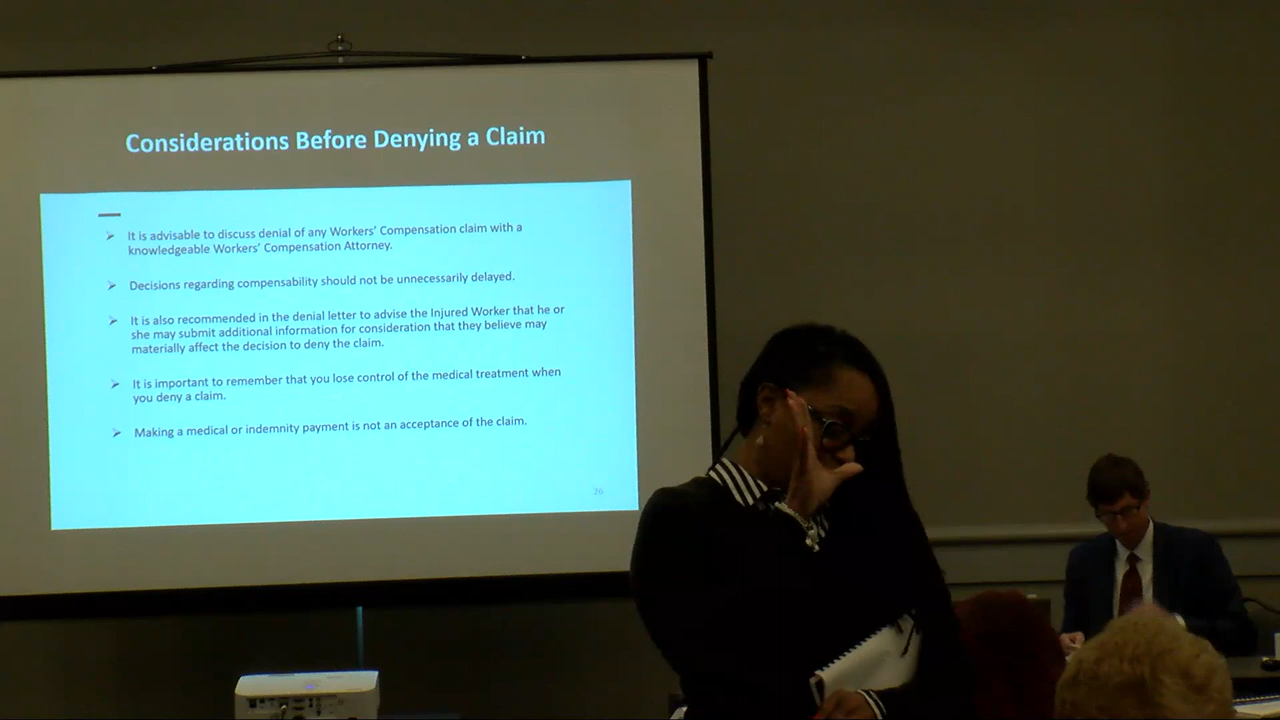 Considerations Before Denying a Claim
It is advisable to discuss denial of any Workers' Compensation claim with a
knowledgeable Workers' Compensation Attorney.
Decisions regarding compensability should not be unnecessarily delayed.
It is also recommended in the denial letter to advise the Injured Worker that he or
she may submit additional information for consideration that they believe may
materially affect the decision to deny the claim.
It is important to remember that you lose control of the medical treatment when
you deny a claim.
Making a medical or indemnity payment is not an acceptance of the claim.
26